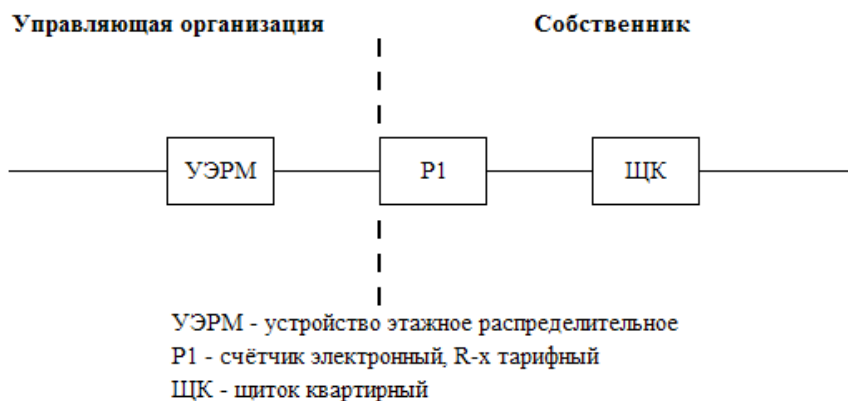 Управляющая организация Собственник
УЭРМ Р1 ЩК
УЭРМ - устройство этажное распределительное
Р1 - счётчик электронный, R-х тарифный
ЩК - щиток квартирный